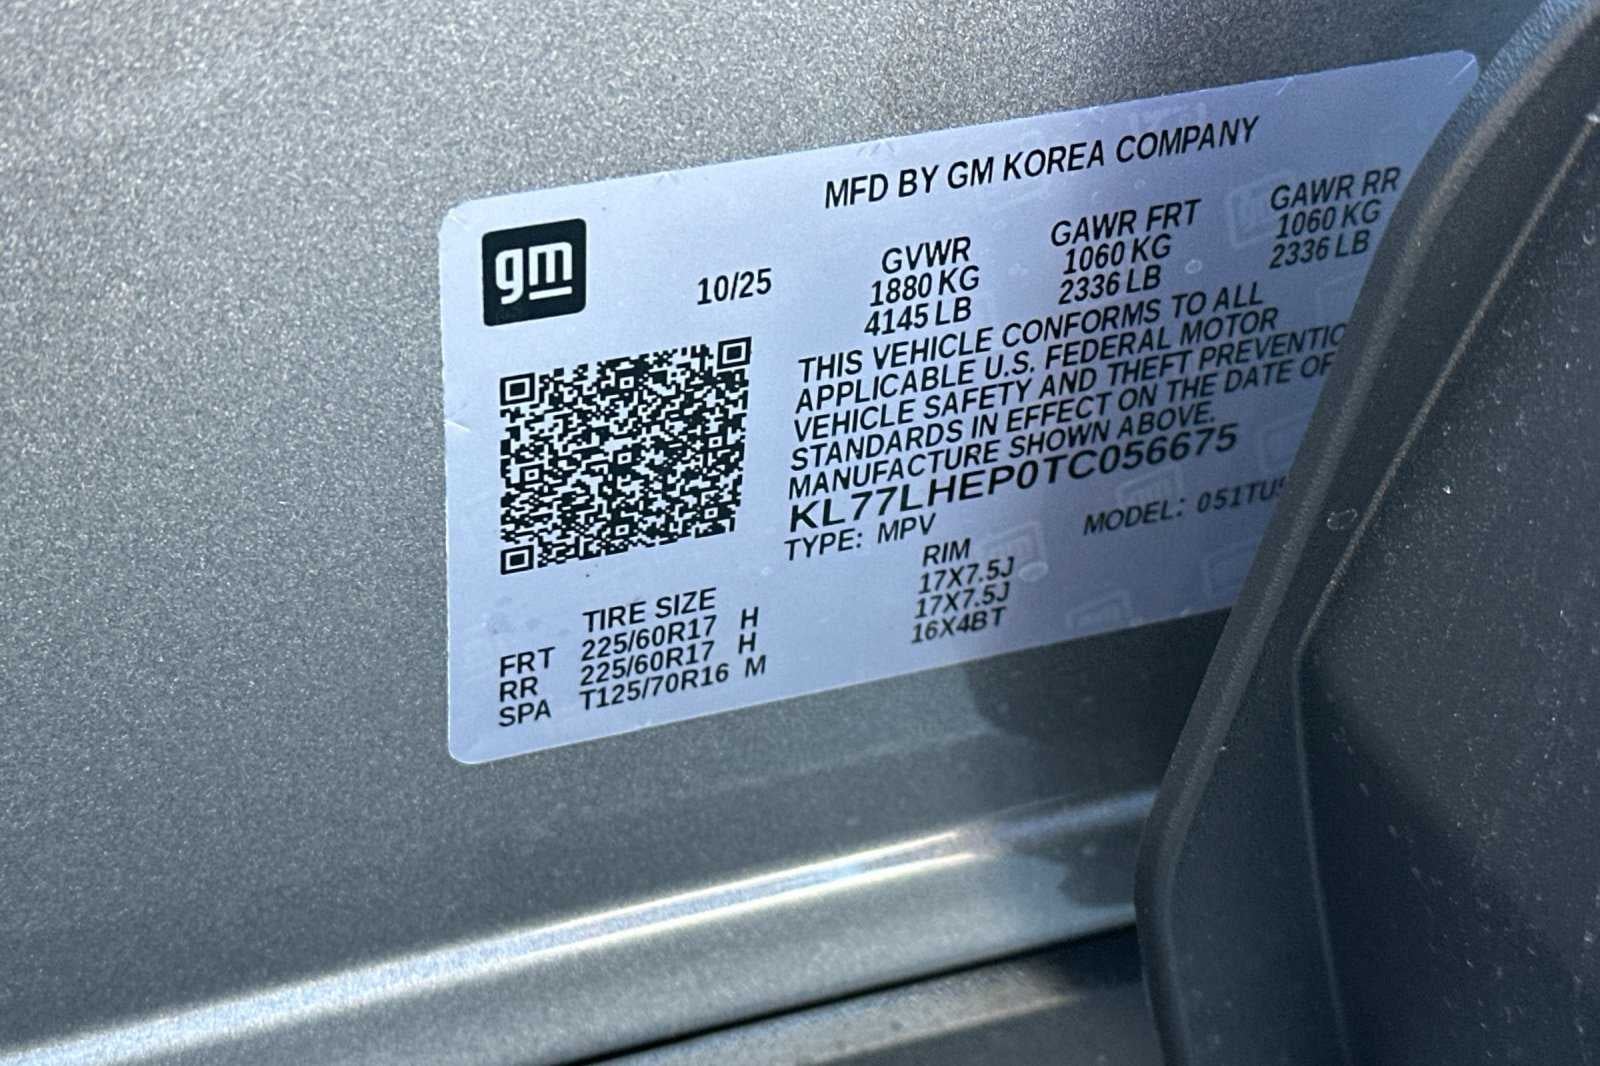 MFD BY GM KOREA COMPANY
gm
10/25
GVWR GAWR FRT GAWR RR
1880 KG 1060 KG 1060 KG
4145 LB 2336 LB 2336 LB
THIS VEHICLE CONFORMS TO ALL
APPLICABLE U.S. FEDERAL MOTOR
VEHICLE SAFETY AND THEFT PREVENTIO
STANDARDS IN EFFECT ON THE DATE OF
MANUFACTURE SHOWN ABOVE.
KL77LHEP0TC056675
TYPE: MPV MODEL: 051TU
TIRE SIZE RIM
FRT 225/60R17 H 17X7.5J
RR 225/60R17 H 17X7.5J
SPA T125/70R16 M 16X4BT